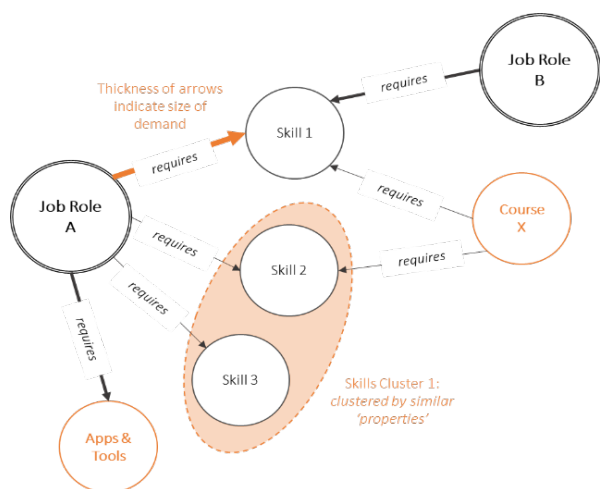 Job Role
B
Thickness of arrows
indicate size of
demand
requires
requires
Skill 1
requires
Job Role
A
Course
X
requires
requires
Skill 2
requires
requires
Skill 3
Skills Cluster 1:
clustered by similar
‘properties’
Apps &
Tools
requires